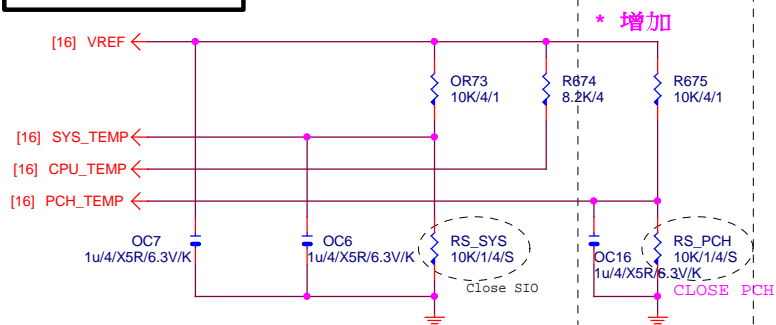 * 增加
[16] VREF
OR73
10K/4/1
R674
8.2K/4
R675
10K/4/1
[16] SYS_TEMP
[16] CPU_TEMP
[16] PCH_TEMP
OC7
1u/4/X5R/6.3V/K
OC6
1u/4/X5R/6.3V/K
RS_SYS
10K/1/4/S
Close SIO
OC16
1u/4/X5R/6.3V/K
RS_PCH
10K/1/4/S
CLOSE PCH